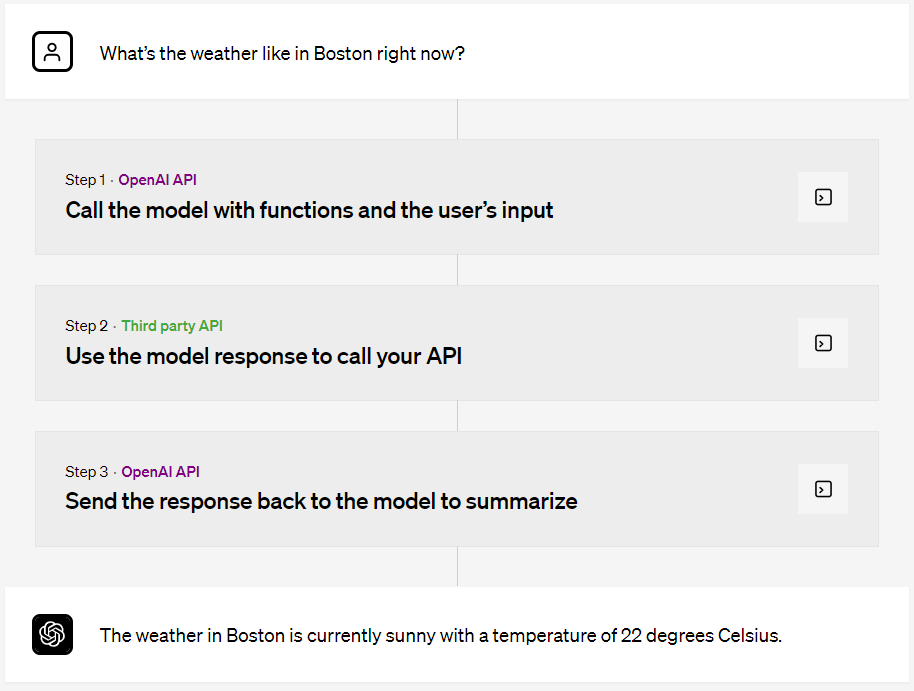 What’s the weather like in Boston right now?
Step 1 · OpenAI API
Call the model with functions and the user’s input
Step 2 · Third party API
Use the model response to call your API
Step 3 · OpenAI API
Send the response back to the model to summarize
The weather in Boston is currently sunny with a temperature of 22 degrees Celsius.